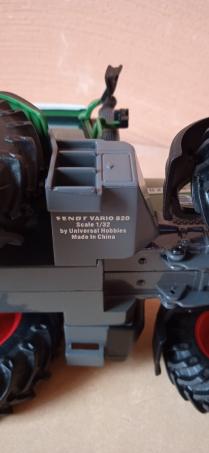 FENDT VARIO 820
Scale 1/32
by Universal Hobbies
Made in China